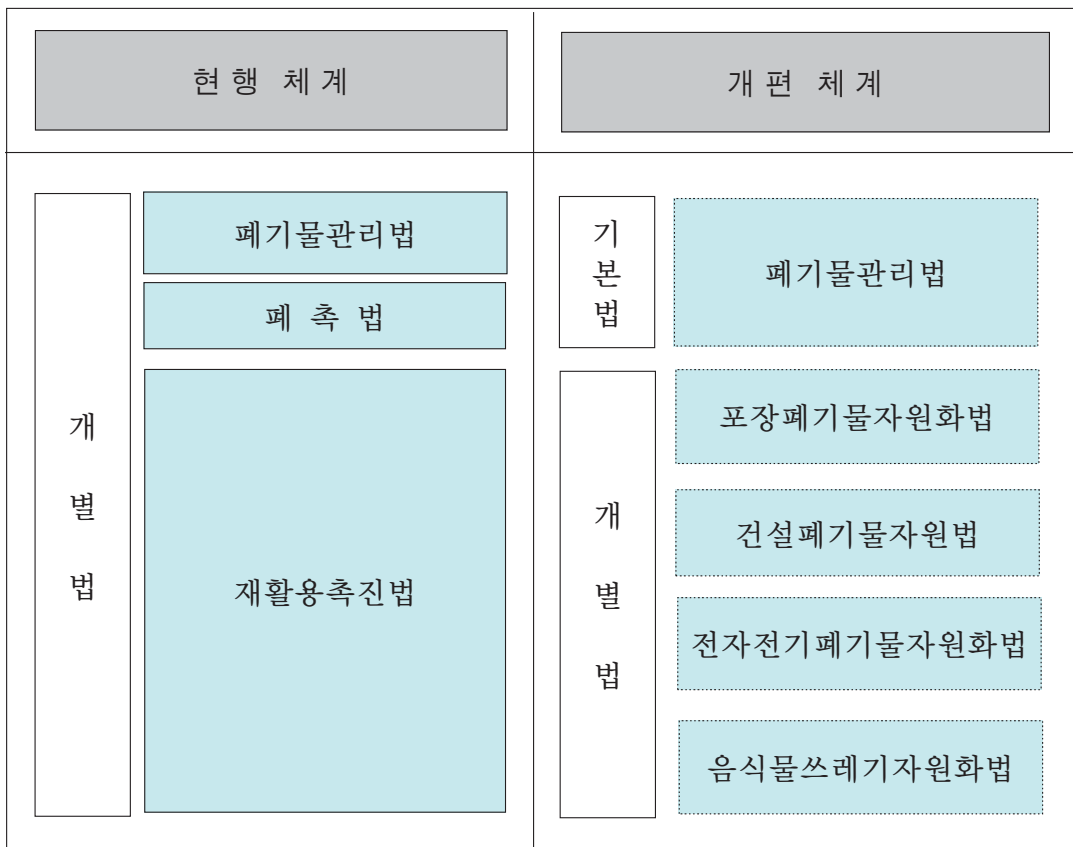 현행 체계
개편 체계
개별법
폐기물관리법
폐 촉 법
재활용촉진법
기본법
폐기물관리법
개별법
포장폐기물자원화법
건설폐기물자원법
전자전기폐기물자원화법
음식물쓰레기자원화법